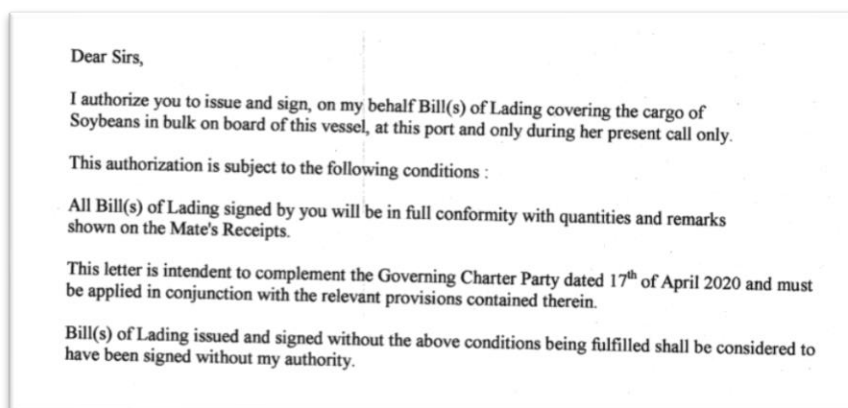 Dear Sirs,
I authorize you to issue and sign, on my behalf Bill(s) of Lading covering the cargo of
Soybeans in bulk on board of this vessel, at this port and only during her present call only.
This authorization is subject to the following conditions :
All Bill(s) of Lading signed by you will be in full conformity with quantities and remarks
shown on the Mate's Receipts.
This letter is intendent to complement the Governing Charter Party dated 17th of April 2020 and must
be applied in conjunction with the relevant provisions contained therein.
Bill(s) of Lading issued and signed without the above conditions being fulfilled shall be considered to
have been signed without my authority.